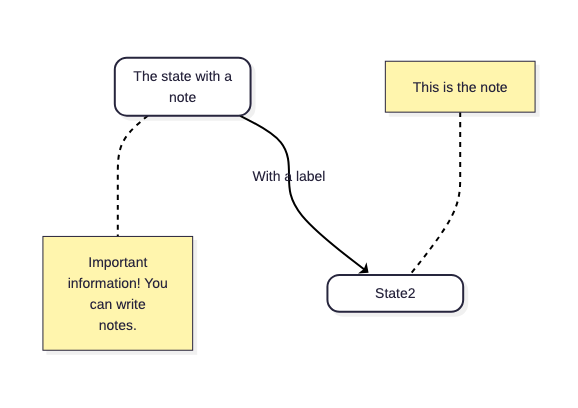 The state with a
note
This is the note
With a label
Important
information! You
can write
notes.
State2